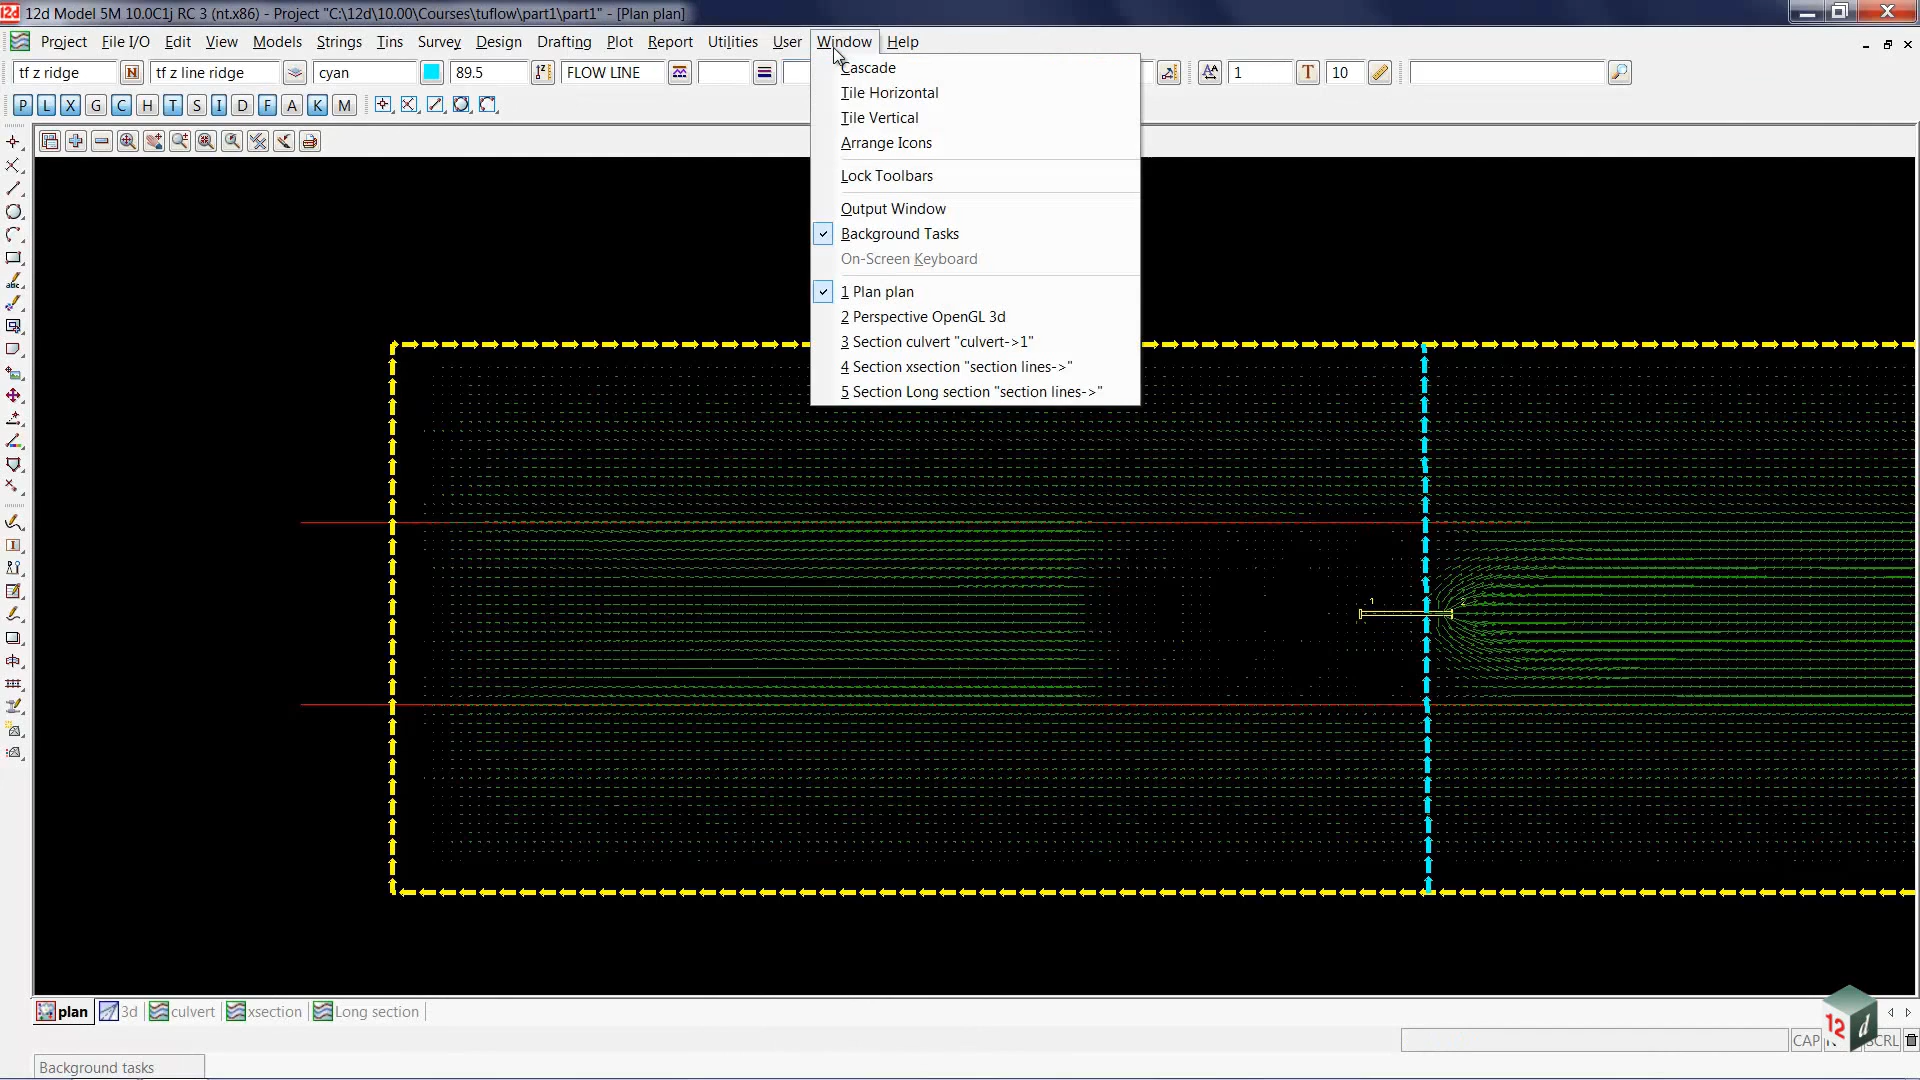 12d Model 5M 10.0C1j RC 3 (nt.x86) - Project "C:\12d\10.00\Courses\tuflow\part1\part1" - [Plan plan]
Project File I/O Edit View Models Strings Tins Survey Design Drafting Plot Report Utilities User Window Help
tf z ridge N tf z line ridge cyan 89.5 FLOW LINE 1 T 10
P L X G C H T S I D F A K M
Cascade
Tile Horizontal
Tile Vertical
Arrange Icons
Lock Toolbars
Output Window
Background Tasks
On-Screen Keyboard
1 Plan plan
2 Perspective OpenGL 3d
3 Section culvert "culvert->1"
4 Section xsection "section lines->"
5 Section Long section "section lines->"
1
2
plan 3d culvert xsection Long section
12 d
CAP SCRL
Background tasks